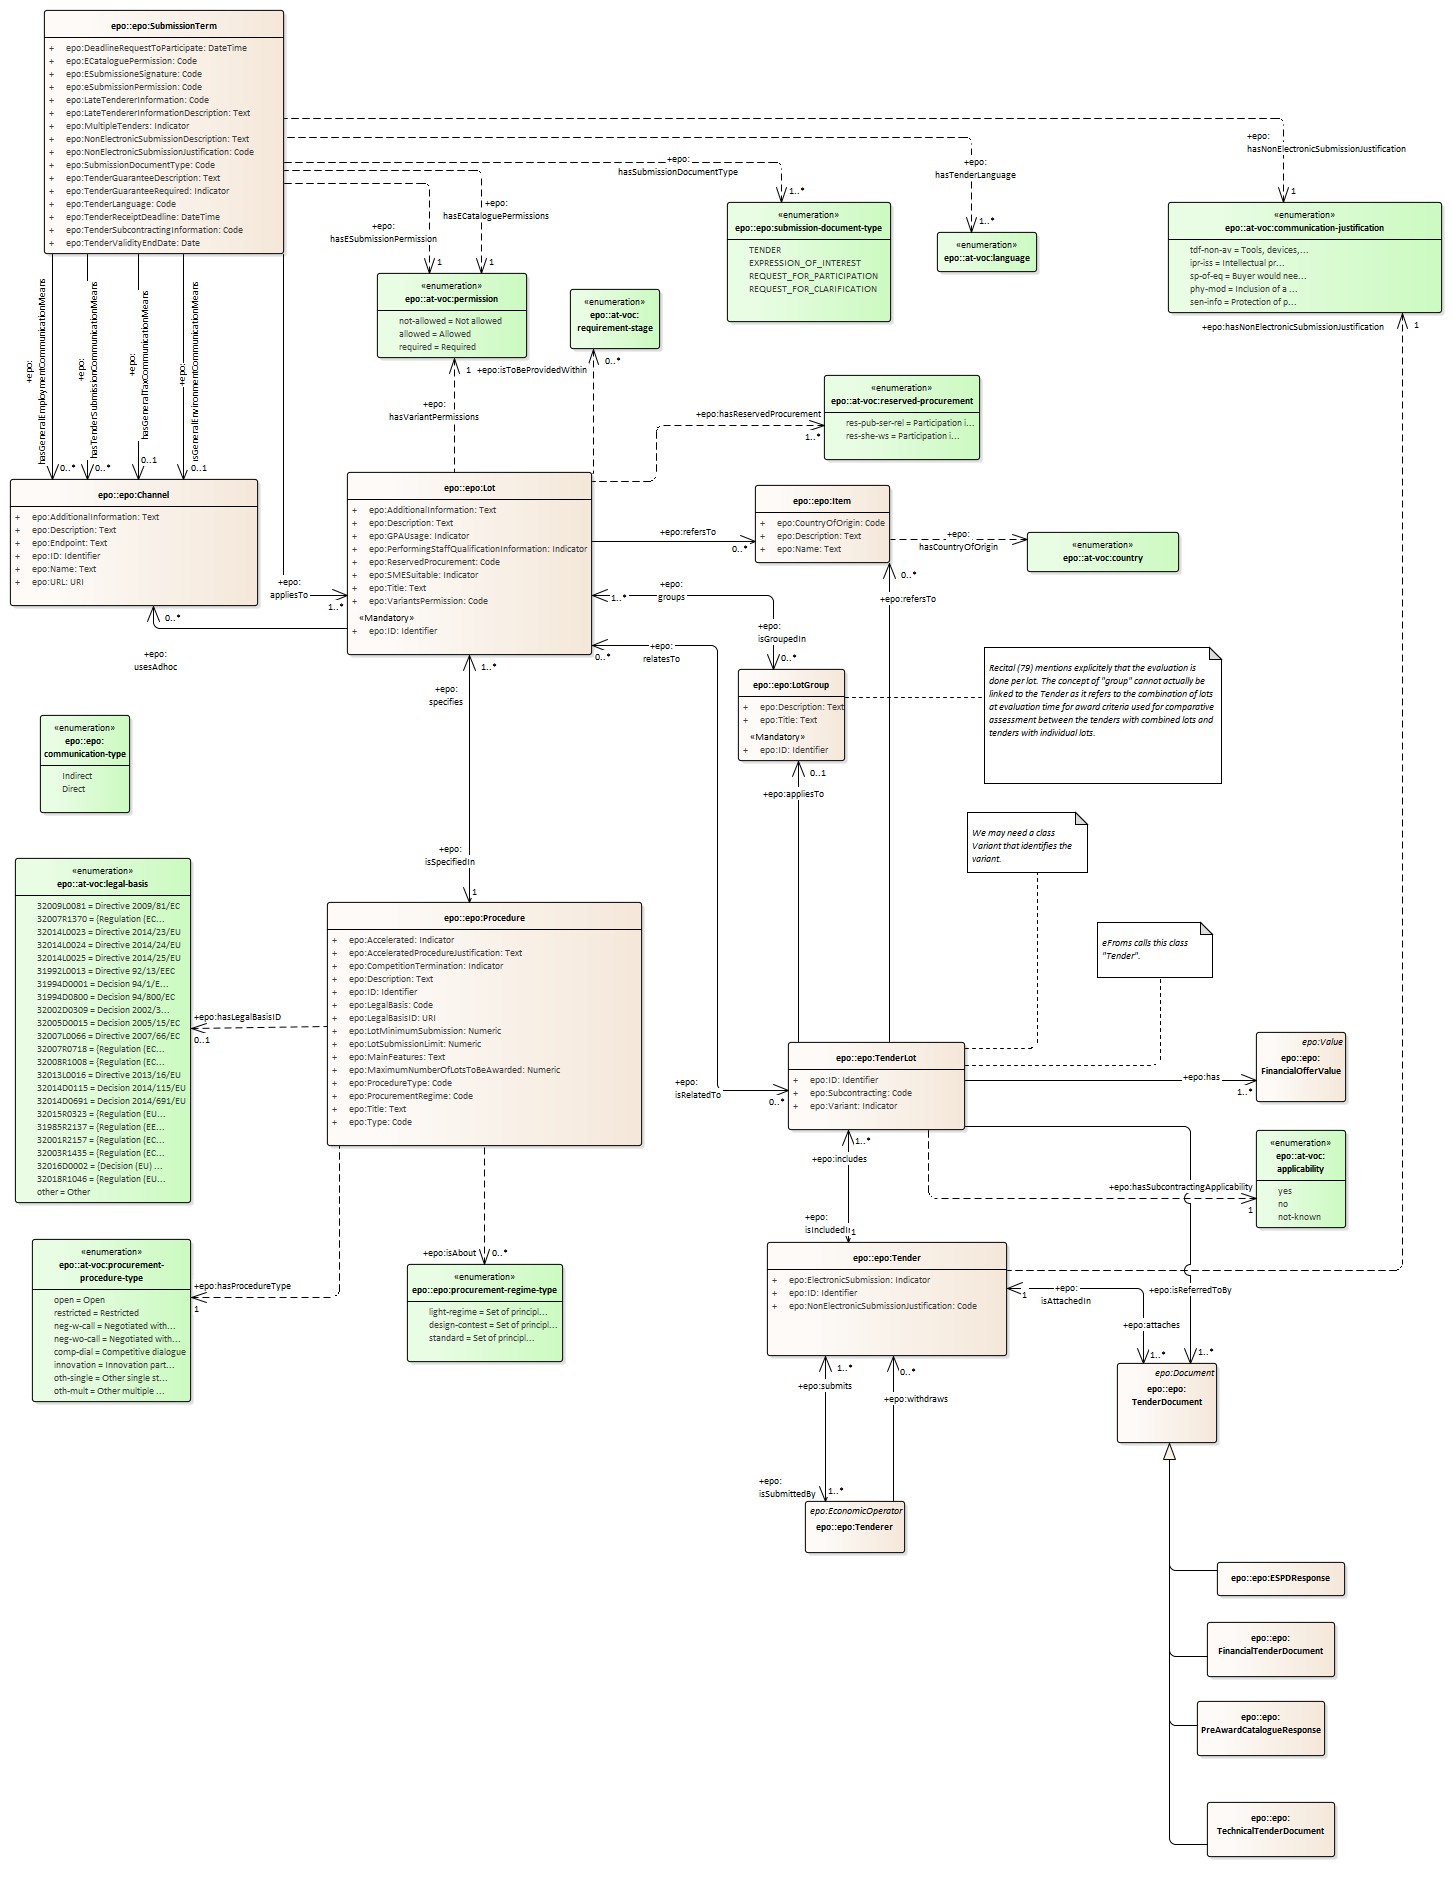 epo::epo:SubmissionTerm
+ epo:DeadlineRequestToParticipate: DateTime
+ epo:ECataloguePermission: Code
+ epo:ESubmissioneSignature: Code
+ epo:eSubmissionPermission: Code
+ epo:LateTendererInformation: Code
+ epo:LateTendererInformationDescription: Text
+ epo:MultipleTenders: Indicator
+ epo:NonElectronicSubmissionDescription: Text
+ epo:NonElectronicSubmissionJustification: Code
+ epo:SubmissionDocumentType: Code
+ epo:TenderGuaranteeDescription: Text
+ epo:TenderGuaranteeRequired: Indicator
+ epo:TenderLanguage: Code
+ epo:TenderReceiptDeadline: DateTime
+ epo:TenderSubcontractingInformation: Code
+ epo:TenderValidityEndDate: Date
+epo:
hasNonElectronicSubmissionJustification
1
+epo:
hasTenderLanguage
1..*
+epo:
hasSubmissionDocumentType
1..*
+epo:
hasECataloguePermissions
1
+epo:
hasESubmissionPermission
1
«enumeration»
epo::epo:submission-document-type
TENDER
EXPRESSION_OF_INTEREST
REQUEST_FOR_PARTICIPATION
REQUEST_FOR_CLARIFICATION
«enumeration»
epo::at-voc:language
«enumeration»
epo::at-voc:communication-justification
tdf-non-av = Tools, devices,...
ipr-iss = Intellectual pr...
sp-of-eq = Buyer would nee...
phy-mod = Inclusion of a ...
sen-info = Protection of p...
+epo:hasNonElectronicSubmissionJustification
1
«enumeration»
epo::at-voc:permission
not-allowed = Not allowed
allowed = Allowed
required = Required
«enumeration»
epo::at-voc:
requirement-stage
+epo:
hasGeneralEmploymentCommunicationMeans
0..*
+epo:
hasTenderSubmissionCommunicationMeans
0..*
+epo:
hasGeneralTaxCommunicationMeans
0..1
+epo:
isGeneralEnvironmentCommunicationMeans
0..1
1
+epo:isToBeProvidedWithin
0..*
+epo:
hasVariantPermissions
+epo:hasReservedProcurement
1..*
«enumeration»
epo::at-voc:reserved-procurement
res-pub-ser-rel = Participation i...
res-she-ws = Participation i...
epo::epo:Channel
+ epo:AdditionalInformation: Text
+ epo:Description: Text
+ epo:Endpoint: Text
+ epo:ID: Identifier
+ epo:Name: Text
+ epo:URL: URI
epo::epo:Lot
+ epo:AdditionalInformation: Text
+ epo:Description: Text
+ epo:GPAUsage: Indicator
+ epo:PerformingStaffQualificationInformation: Indicator
+ epo:ReservedProcurement: Code
+ epo:SMESuitable: Indicator
+ epo:Title: Text
+ epo:VariantsPermission: Code
«Mandatory»
+ epo:ID: Identifier
+epo:
appliesTo
1..*
0..*
+epo:
usesAdhoc
+epo:refersTo
0..*
epo::epo:Item
+ epo:CountryOfOrigin: Code
+ epo:Description: Text
+ epo:Name: Text
+epo:
hasCountryOfOrigin
«enumeration»
epo::at-voc:country
0..*
+epo:refersTo
+epo:
groups
1..*
+epo:
isGroupedIn
0..*
+epo:
relatesTo
0..*
epo::epo:LotGroup
+ epo:Description: Text
+ epo:Title: Text
«Mandatory»
+ epo:ID: Identifier
Recital (79) mentions explicitely that the evaluation is
done per lot. The concept of "group" cannot actually be
linked to the Tender as it refers to the combination of lots
at evaluation time for award criteria used for comparative
assessment between the tenders with combined lots and
tenders with individual lots.
0..1
+epo:appliesTo
1..*
+epo:
specifies
+epo:
isSpecifiedIn
1
«enumeration»
epo::epo:
communication-type
Indirect
Direct
We may need a class
Variant that identifies the
variant.
eFroms calls this class
"Tender".
«enumeration»
epo::at-voc:legal-basis
32009L0081 = Directive 2009/81/EC
32007R1370 = {Regulation (EC...
32014L0023 = Directive 2014/23/EU
32014L0024 = Directive 2014/24/EU
32014L0025 = Directive 2014/25/EU
31992L0013 = Directive 92/13/EEC
31994D0001 = Decision 94/1/E...
31994D0800 = Decision 94/800/EC
32002D0309 = Decision 2002/3...
32005D0015 = Decision 2005/15/EC
32007L0066 = Directive 2007/66/EC
32007R0718 = {Regulation (EC...
32008R1008 = {Regulation (EC...
32013L0016 = Directive 2013/16/EU
32014D0115 = Decision 2014/115/EU
32014D0691 = Decision 2014/691/EU
32015R0323 = {Regulation (EU...
31985R2137 = {Regulation (EE...
32001R2157 = {Regulation (EC...
32003R1435 = {Regulation (EC...
32016D0002 = {Decision (EU) ...
32018R1046 = {Regulation (EU...
other = Other
+epo:hasLegalBasisID
0..1
epo::epo:Procedure
+ epo:Accelerated: Indicator
+ epo:AcceleratedProcedureJustification: Text
+ epo:CompetitionTermination: Indicator
+ epo:Description: Text
+ epo:ID: Identifier
+ epo:LegalBasis: Code
+ epo:LegalBasisID: URI
+ epo:LotMinimumSubmission: Numeric
+ epo:LotSubmissionLimit: Numeric
+ epo:MainFeatures: Text
+ epo:MaximumNumberOfLotsToBeAwarded: Numeric
+ epo:ProcedureType: Code
+ epo:ProcurementRegime: Code
+ epo:Title: Text
+ epo:Type: Code
+epo:
isRelatedTo
0..*
epo::epo:TenderLot
+ epo:ID: Identifier
+ epo:Subcontracting: Code
+ epo:Variant: Indicator
+epo:has
1..*
epo:Value
epo::epo:
FinancialOfferValue
«enumeration»
epo::at-voc:
applicability
yes
no
not-known
+epo:hasSubcontractingApplicability
1
1..*
+epo:includes
+epo:
isIncludedIn
1
epo::epo:Tender
+ epo:ElectronicSubmission: Indicator
+ epo:ID: Identifier
+ epo:NonElectronicSubmissionJustification: Code
1
+epo:
isAttachedIn
+epo:isReferredToBy
+epo:attaches
1..*
1..*
epo:Document
epo::epo:
TenderDocument
«enumeration»
epo::at-voc:procurement-
procedure-type
open = Open
restricted = Restricted
neg-w-call = Negotiated with...
neg-wo-call = Negotiated with...
comp-dial = Competitive dialogue
innovation = Innovation part...
oth-single = Other single st...
oth-mult = Other multiple ...
+epo:hasProcedureType
1
+epo:isAbout
0..*
«enumeration»
epo::epo:procurement-regime-type
light-regime = Set of principl...
design-contest = Set of principl...
standard = Set of principl...
1..*
+epo:submits
0..*
+epo:withdraws
+epo:
isSubmittedBy
1..*
epo:EconomicOperator
epo::epo:Tenderer
epo::epo:ESPDResponse
epo::epo:
FinancialTenderDocument
epo::epo:
PreAwardCatalogueResponse
epo::epo:
TechnicalTenderDocument